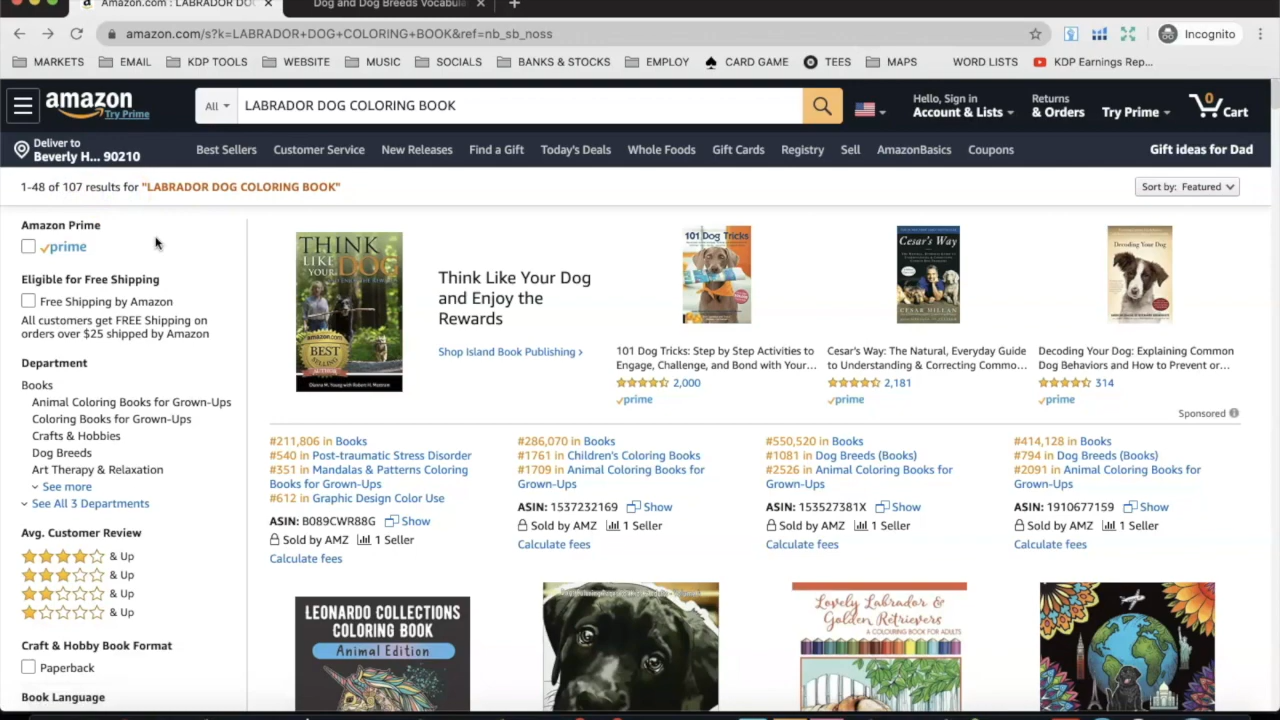 Amazon.com : LABRADOR DO
Dog and Dog Breeds Vocabula
amazon.com/s?k=LABRADOR+DOG+COLORING+BOOK&ref=nb_sb_noss
Incognito
MARKETS EMAIL KDP TOOLS WEBSITE MUSIC SOCIALS BANKS & STOCKS EMPLOY CARD GAME TEES MAPS WORD LISTS KDP Earnings Rep...
amazon
Try Prime
All
LABRADOR DOG COLORING BOOK
Hello, Sign in
Account & Lists
Returns
& Orders
Try Prime
0
Cart
Deliver to
Beverly H... 90210
Best Sellers Customer Service New Releases Find a Gift Today's Deals Whole Foods Gift Cards Registry Sell AmazonBasics Coupons
Gift ideas for Dad
1-48 of 107 results for "LABRADOR DOG COLORING BOOK"
Sort by: Featured
Amazon Prime
prime
Eligible for Free Shipping
Free Shipping by Amazon
All customers get FREE Shipping on
orders over $25 shipped by Amazon
Department
Books
Animal Coloring Books for Grown-Ups
Coloring Books for Grown-Ups
Crafts & Hobbies
Dog Breeds
Art Therapy & Relaxation
See more
See All 3 Departments
Avg. Customer Review
& Up
& Up
& Up
& Up
Craft & Hobby Book Format
Paperback
Book Language
THINK
LIKE YOUR DOG
amazon.com
BEST
Think Like Your Dog
and Enjoy the
Rewards
Shop Island Book Publishing ›
101 Dog Tricks
101 Dog Tricks: Step by Step Activities to
Engage, Challenge, and Bond with Your...
2,000
prime
Cesar's Way
CESAR MILLAN
Cesar's Way: The Natural, Everyday Guide
to Understanding & Correcting Commo...
2,181
prime
Decoding Your Dog
Decoding Your Dog: Explaining Common
Dog Behaviors and How to Prevent or...
314
prime
Sponsored
#211,806 in Books
#540 in Post-traumatic Stress Disorder
#351 in Mandalas & Patterns Coloring
Books for Grown-Ups
#612 in Graphic Design Color Use
ASIN: B089CWR88G Show
Sold by AMZ 1 Seller
Calculate fees
#286,070 in Books
#1761 in Children's Coloring Books
#1709 in Animal Coloring Books for
Grown-Ups
ASIN: 1537232169 Show
Sold by AMZ 1 Seller
Calculate fees
#550,520 in Books
#1081 in Dog Breeds (Books)
#2526 in Animal Coloring Books for
Grown-Ups
ASIN: 153527381X Show
Sold by AMZ 1 Seller
Calculate fees
#414,128 in Books
#794 in Dog Breeds (Books)
#2091 in Animal Coloring Books for
Grown-Ups
ASIN: 1910677159 Show
Sold by AMZ 1 Seller
Calculate fees
LEONARDO COLLECTIONS
COLORING BOOK
Animal Edition
Lovely Labrador &
Golden Retrievers
A COLOURING BOOK FOR ADULTS